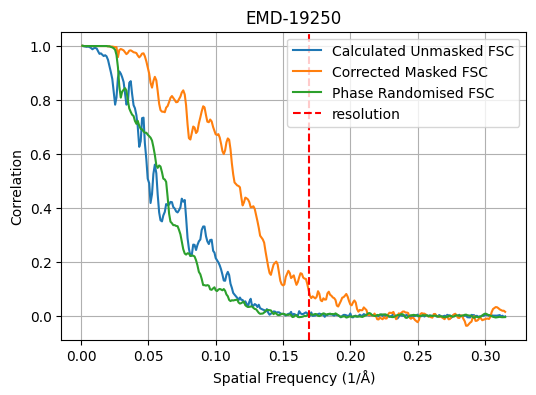 EMD-19250
Calculated Unmasked FSC
Corrected Masked FSC
Phase Randomised FSC
resolution
Correlation
1.0
0.8
0.6
0.4
0.2
0.0
0.00 0.05 0.10 0.15 0.20 0.25 0.30
Spatial Frequency (1/Å)